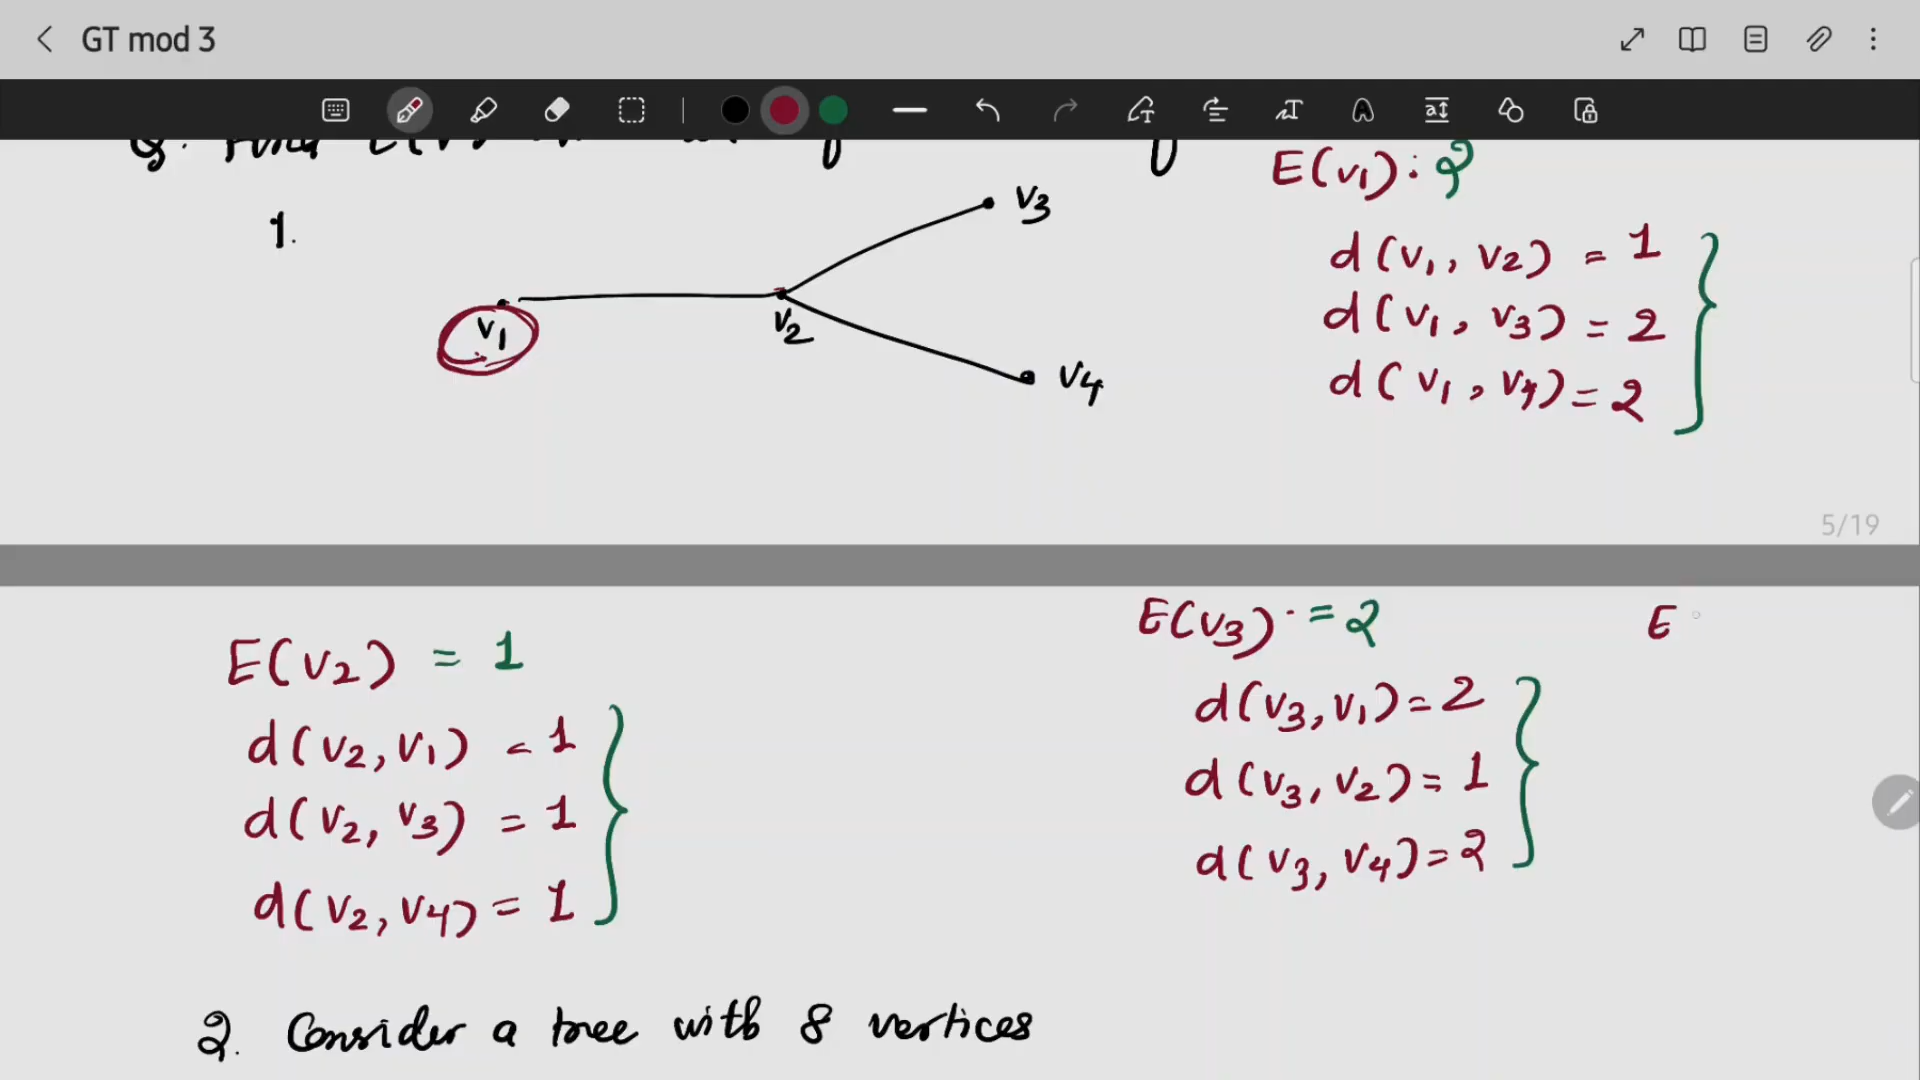 GT mod 3
1.
v3
v1
v2
v4
E(v1) : 2
d(v1, v2) = 1
d(v1, v3) = 2
d(v1, v4) = 2
5/19
E(v2) = 1
d(v2, v1) = 1
d(v2, v3) = 1
d(v2, v4) = 1
E(v3) = 2
d(v3, v1) = 2
d(v3, v2) = 1
d(v3, v4) = 2
E
2. Consider a tree with 8 vertices